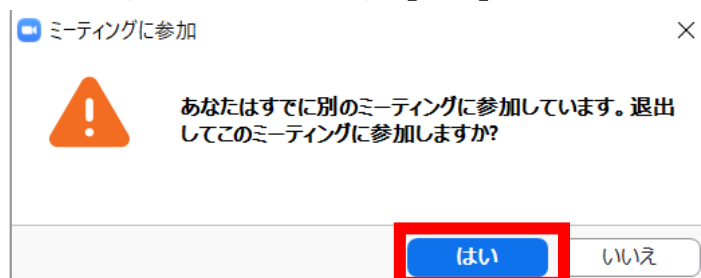 ミーティングに参加
あなたはすでに別のミーティングに参加しています。退出
してこのミーティングに参加しますか?
はい
いいえ